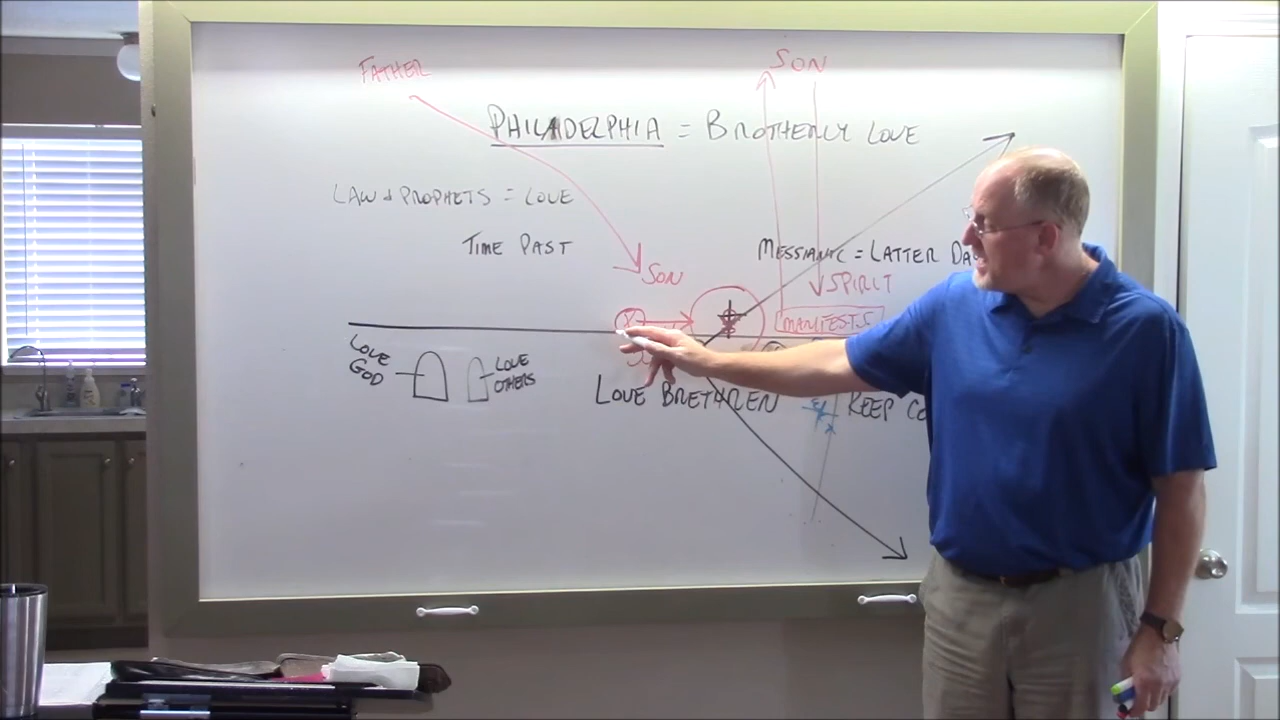 FATHER
SON
PHILADELPHIA = BROTHERLY LOVE
LAW & PROPHETS = LOVE
TIME PAST
MESSIANIC = LATTER DA
SON
SPIRIT
MANIFESTS
LOVE
GOD
LOVE
OTHERS
LOVE BRETHREN
KEEP